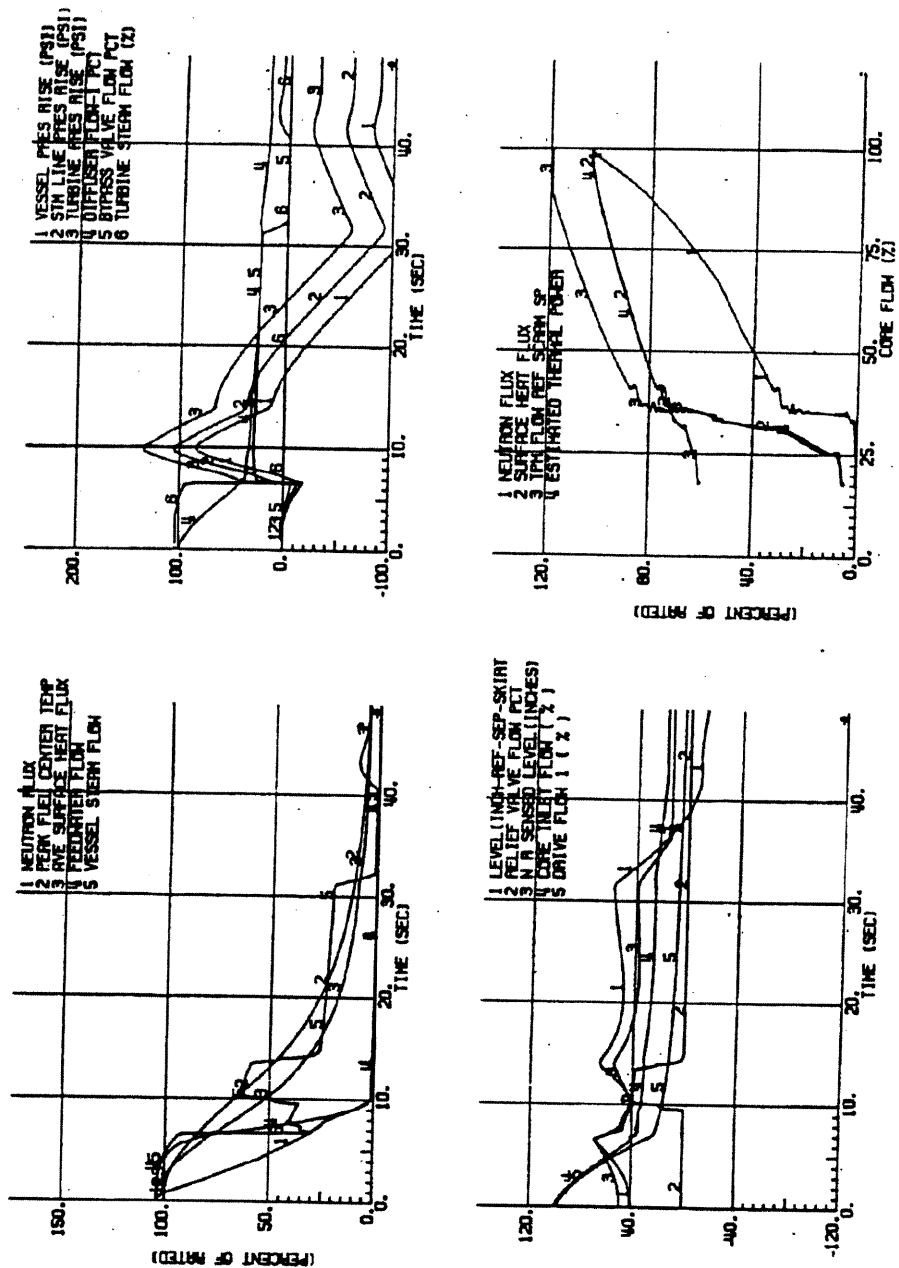 1 VESSEL PRES RISE (PSI)
2 STM LINE PRES RISE (PSI)
3 TURBINE PRES RISE (PSI)
4 DIFFUSER FLOW-1 PCT
5 BYPASS VALVE FLOW PCT
6 TURBINE STEAM FLOW (%)
200.
100.
0.
-100.
0.
10.
20.
30.
40.
TIME (SEC)
1 NEUTRON FLUX
2 SURFACE HEAT FLUX
3 TPM FLOW REF SCRAM SP
4 ESTIMATED THERMAL POWER
(PERCENT OF RATED)
120.
80.
40.
0.0
0.
25.
50.
75.
100.
CORE FLOW (%)
1 NEUTRON FLUX
2 PEAK FUEL CENTER TEMP
3 AVE SURFACE HEAT FLUX
4 FEEDWATER FLOW
5 VESSEL STEAM FLOW
(PERCENT OF RATED)
150.
100.
50.
0.
0.
10.
20.
30.
40.
TIME (SEC)
1 LEVEL(INCH-REF-SEP-SKIRT
2 RELIEF VALVE FLOW PCT
3 N R SENSED LEVEL(INCHES)
4 CORE INLET FLOW (%)
5 DRIVE FLOW 1 (%)
120.
40.
-40.
-120.
0.
10.
20.
30.
40.
TIME (SEC)